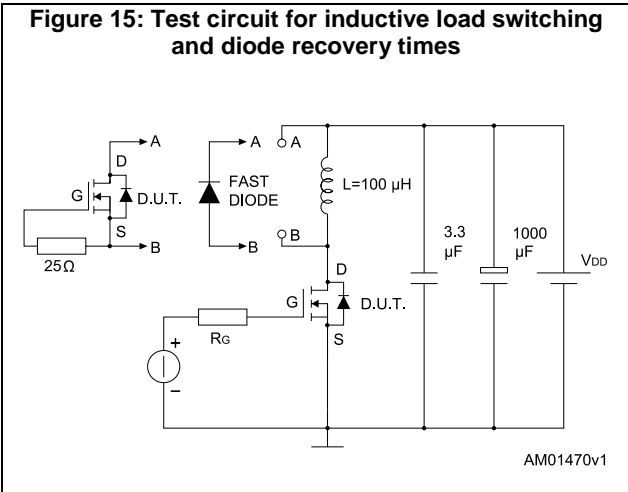 Figure 15: Test circuit for inductive load switching
and diode recovery times
A
D
G
D.U.T.
S
B
25Ω
A
FAST
DIODE
B
A
L=100 µH
B
D
G
D.U.T.
S
RG
+
-
3.3
µF
1000
µF
VDD
AM01470v1